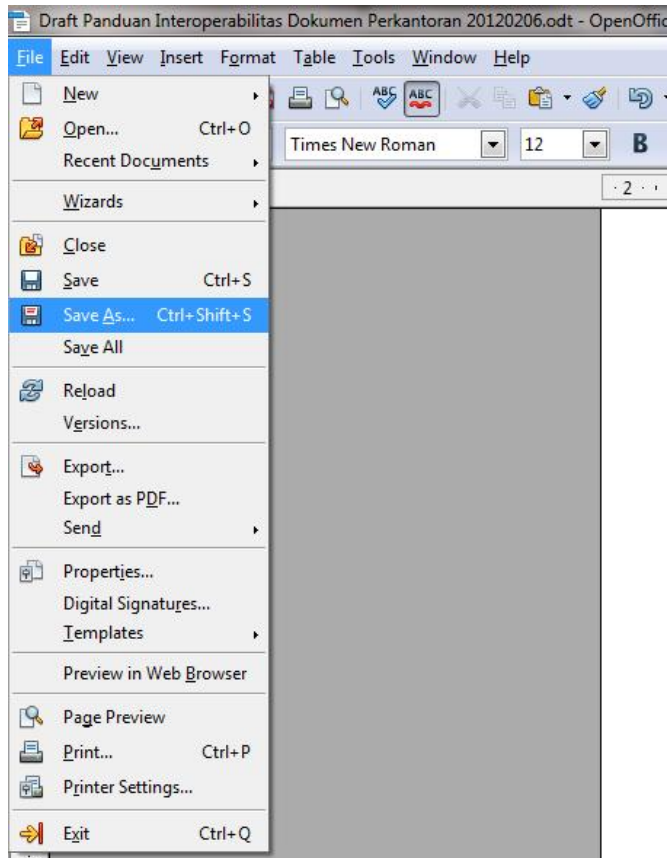 Draft Panduan Interoperabilitas Dokumen Perkantoran 20120206.odt - OpenOffic
File Edit View Insert Format Table Tools Window Help
New
ABC ABC
Open... Ctrl+O
Times New Roman 12 B
Recent Documents
2
Wizards
Close
Save Ctrl+S
Save As... Ctrl+Shift+S
Save All
Reload
Versions...
Export...
Export as PDF...
Send
Properties...
Digital Signatures...
Templates
Preview in Web Browser
Page Preview
Print... Ctrl+P
Printer Settings...
Exit Ctrl+Q